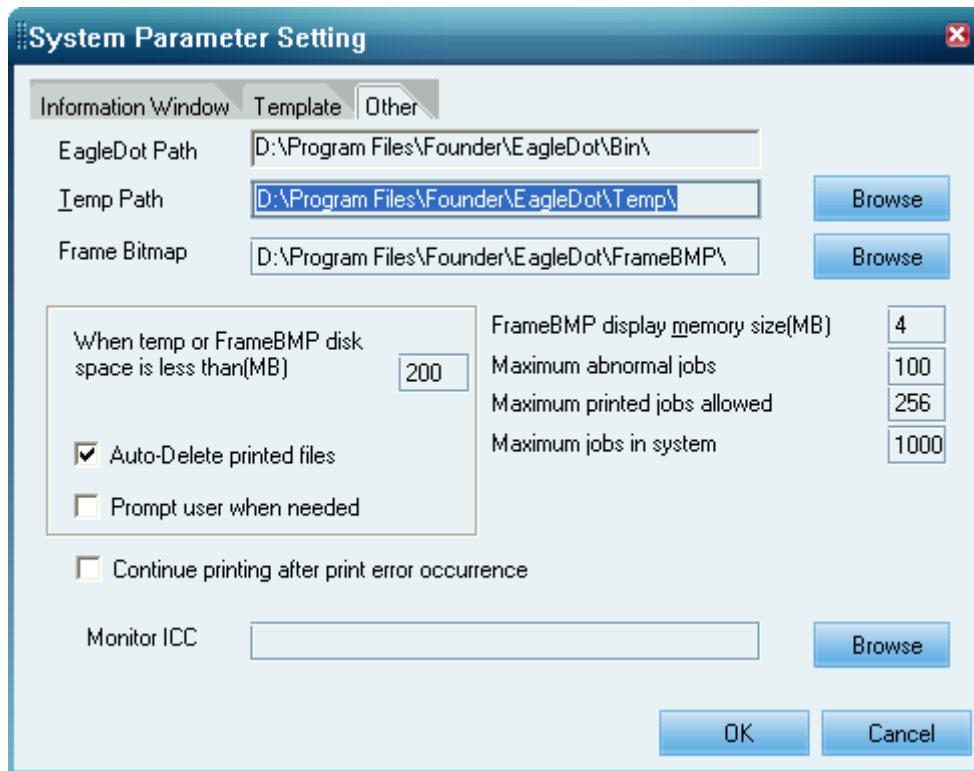 System Parameter Setting
Information Window Template Other
EagleDot Path D:\Program Files\Founder\EagleDot\Bin\
Temp Path D:\Program Files\Founder\EagleDot\Temp\ Browse
Frame Bitmap D:\Program Files\Founder\EagleDot\FrameBMP\ Browse
When temp or FrameBMP disk
space is less than(MB) 200
Auto-Delete printed files
Prompt user when needed
FrameBMP display memory size(MB) 4
Maximum abnormal jobs 100
Maximum printed jobs allowed 256
Maximum jobs in system 1000
Continue printing after print error occurrence
Monitor ICC Browse
OK Cancel